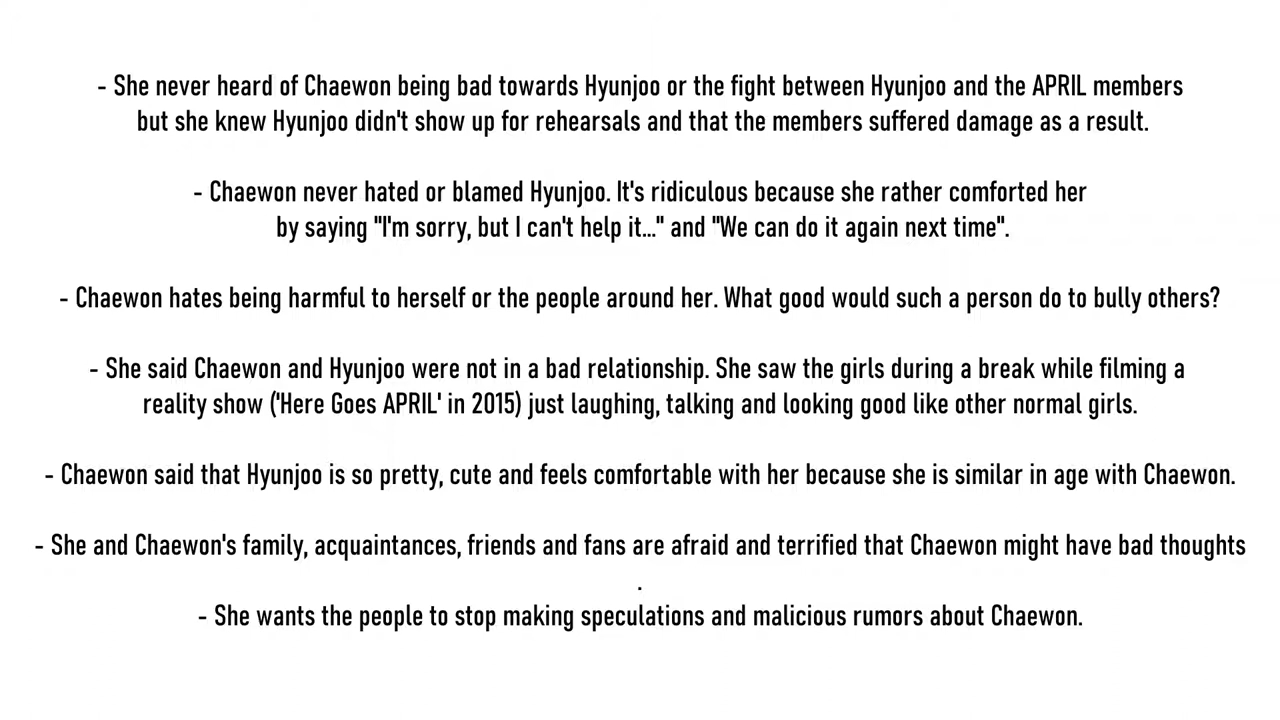 - She never heard of Chaewon being bad towards Hyunjoo or the fight between Hyunjoo and the APRIL members
but she knew Hyunjoo didn't show up for rehearsals and that the members suffered damage as a result.
- Chaewon never hated or blamed Hyunjoo. It's ridiculous because she rather comforted her
by saying "I'm sorry, but I can't help it..." and "We can do it again next time".
- Chaewon hates being harmful to herself or the people around her. What good would such a person do to bully others?
- She said Chaewon and Hyunjoo were not in a bad relationship. She saw the girls during a break while filming a
reality show ('Here Goes APRIL' in 2015) just laughing, talking and looking good like other normal girls.
- Chaewon said that Hyunjoo is so pretty, cute and feels comfortable with her because she is similar in age with Chaewon.
- She and Chaewon's family, acquaintances, friends and fans are afraid and terrified that Chaewon might have bad thoughts
.
- She wants the people to stop making speculations and malicious rumors about Chaewon.